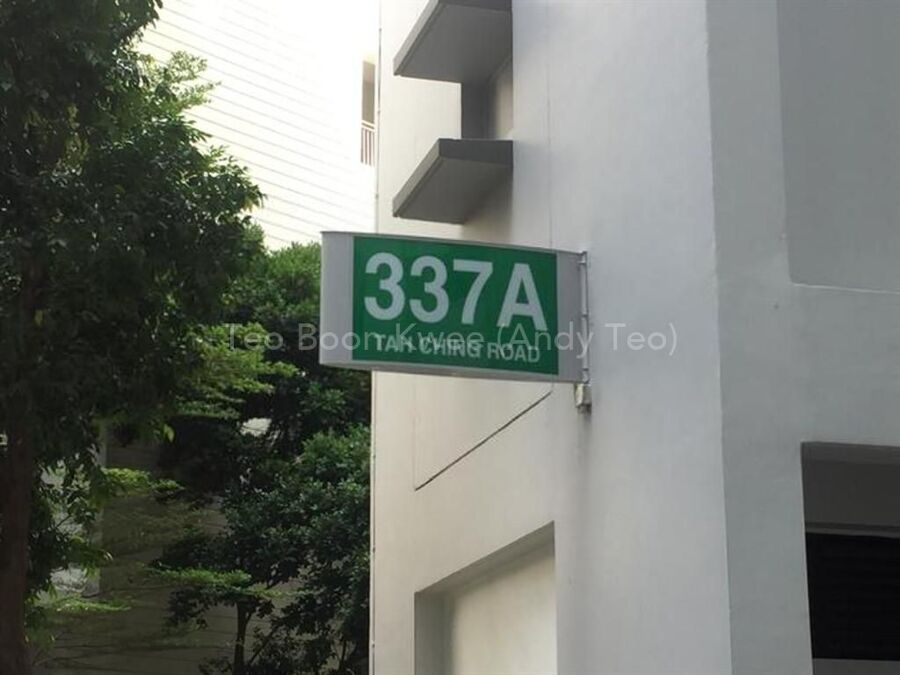 337A
TAH CHING ROAD
Teo Boon Kwee (Andy Teo)